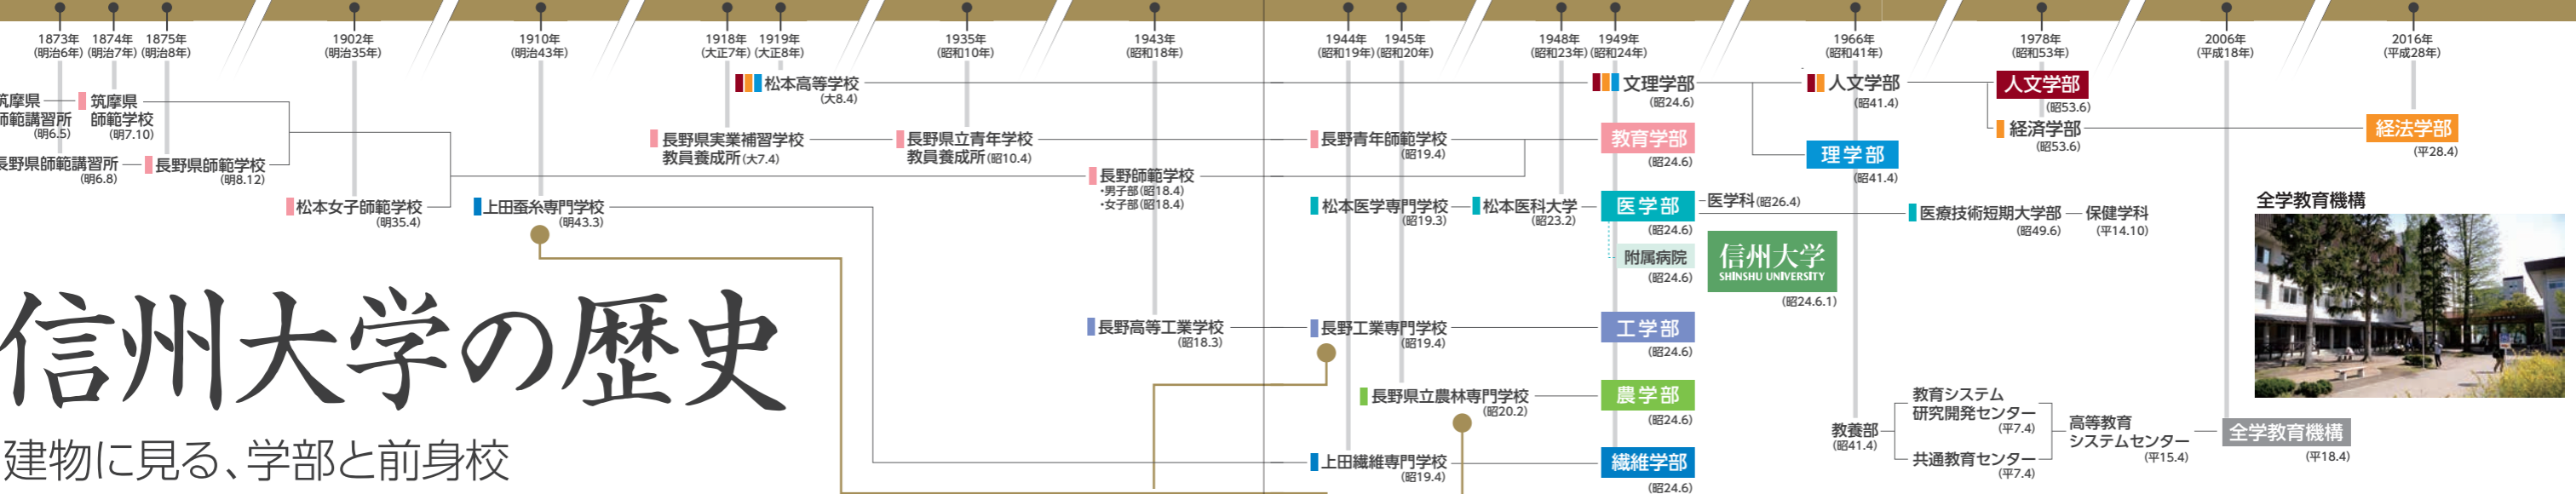 1873年
(明治6年)
1874年
(明治7年)
1875年
(明治8年)
1902年
(明治35年)
1910年
(明治43年)
1918年
(大正7年)
1919年
(大正8年)
1935年
(昭和10年)
1943年
(昭和18年)
1944年
(昭和19年)
1945年
(昭和20年)
1948年
(昭和23年)
1949年
(昭和24年)
1966年
(昭和41年)
1978年
(昭和53年)
2006年
(平成18年)
2016年
(平成28年)
松本高等学校
(大8.4)
文理学部
(昭24.6)
人文学部
(昭41.4)
人文学部
(昭53.6)
筑摩県
師範講習所
(明6.5)
筑摩県
師範学校
(明7.10)
長野県実業補習学校
教員養成所(大7.4)
長野県立青年学校
教員養成所(昭10.4)
長野青年師範学校
(昭19.4)
教育学部
(昭24.6)
経済学部
(昭53.6)
経法学部
(平28.4)
長野県師範講習所
(明6.8)
長野県師範学校
(明8.12)
理学部
(昭41.4)
長野師範学校
・男子部(昭18.4)
・女子部(昭18.4)
松本女子師範学校
(明35.4)
上田蚕糸専門学校
(明43.3)
松本医学専門学校
(昭19.3)
松本医科大学
(昭23.2)
医学部
(昭24.6)
医学科(昭26.4)
医療技術短期大学部
(昭49.6)
保健学科
(平14.10)
附属病院
(昭24.6)
信州大学
SHINSHU UNIVERSITY
(昭24.6.1)
全学教育機構
信州大学の歴史
長野高等工業学校
(昭18.3)
長野工業専門学校
(昭19.4)
工学部
(昭24.6)
長野県立農林専門学校
(昭20.2)
農学部
(昭24.6)
教養部
(昭41.4)
教育システム
研究開発センター
(平7.4)
共通教育センター
(平7.4)
高等教育
システムセンター
(平15.4)
全学教育機構
(平18.4)
建物に見る、学部と前身校
上田繊維専門学校
(昭19.4)
繊維学部
(昭24.6)